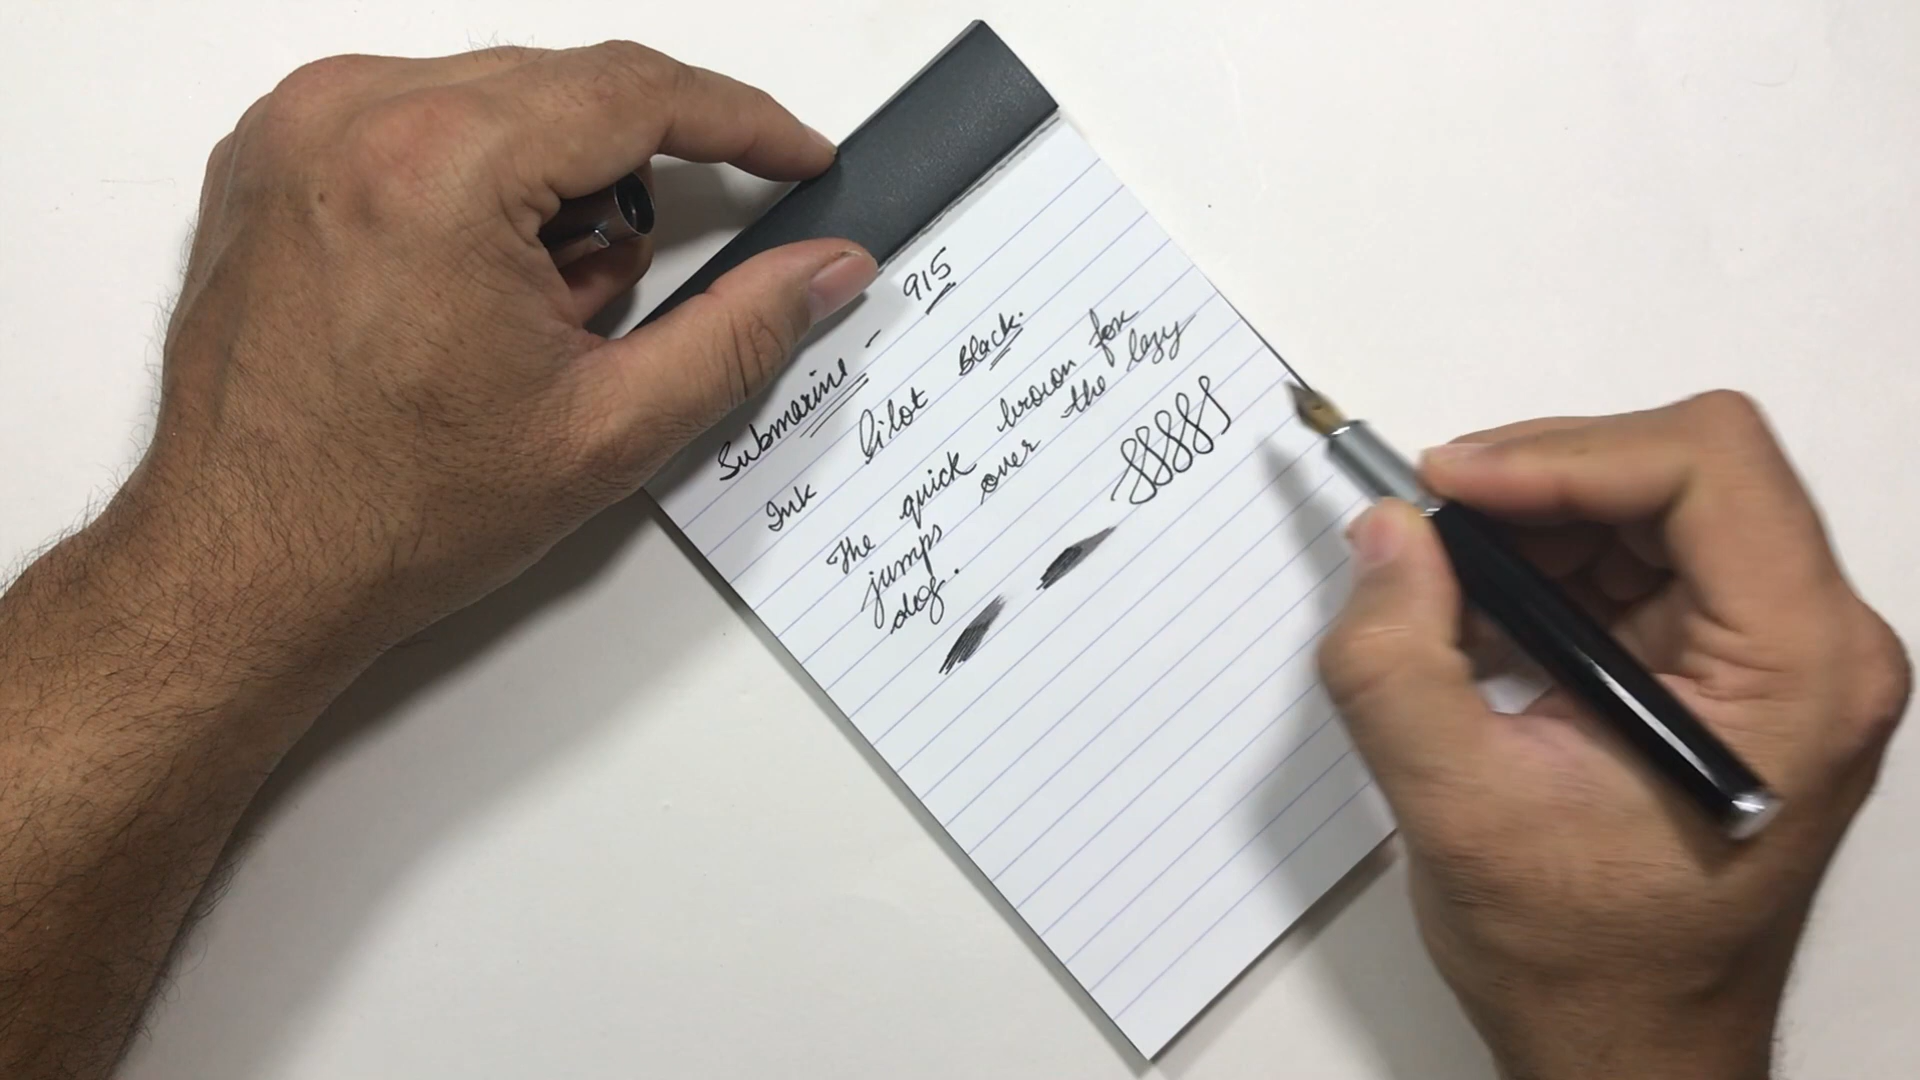 Submarine - 915
Ink Pilot Black.
The quick brown fox
jumps over the lazy
dog.